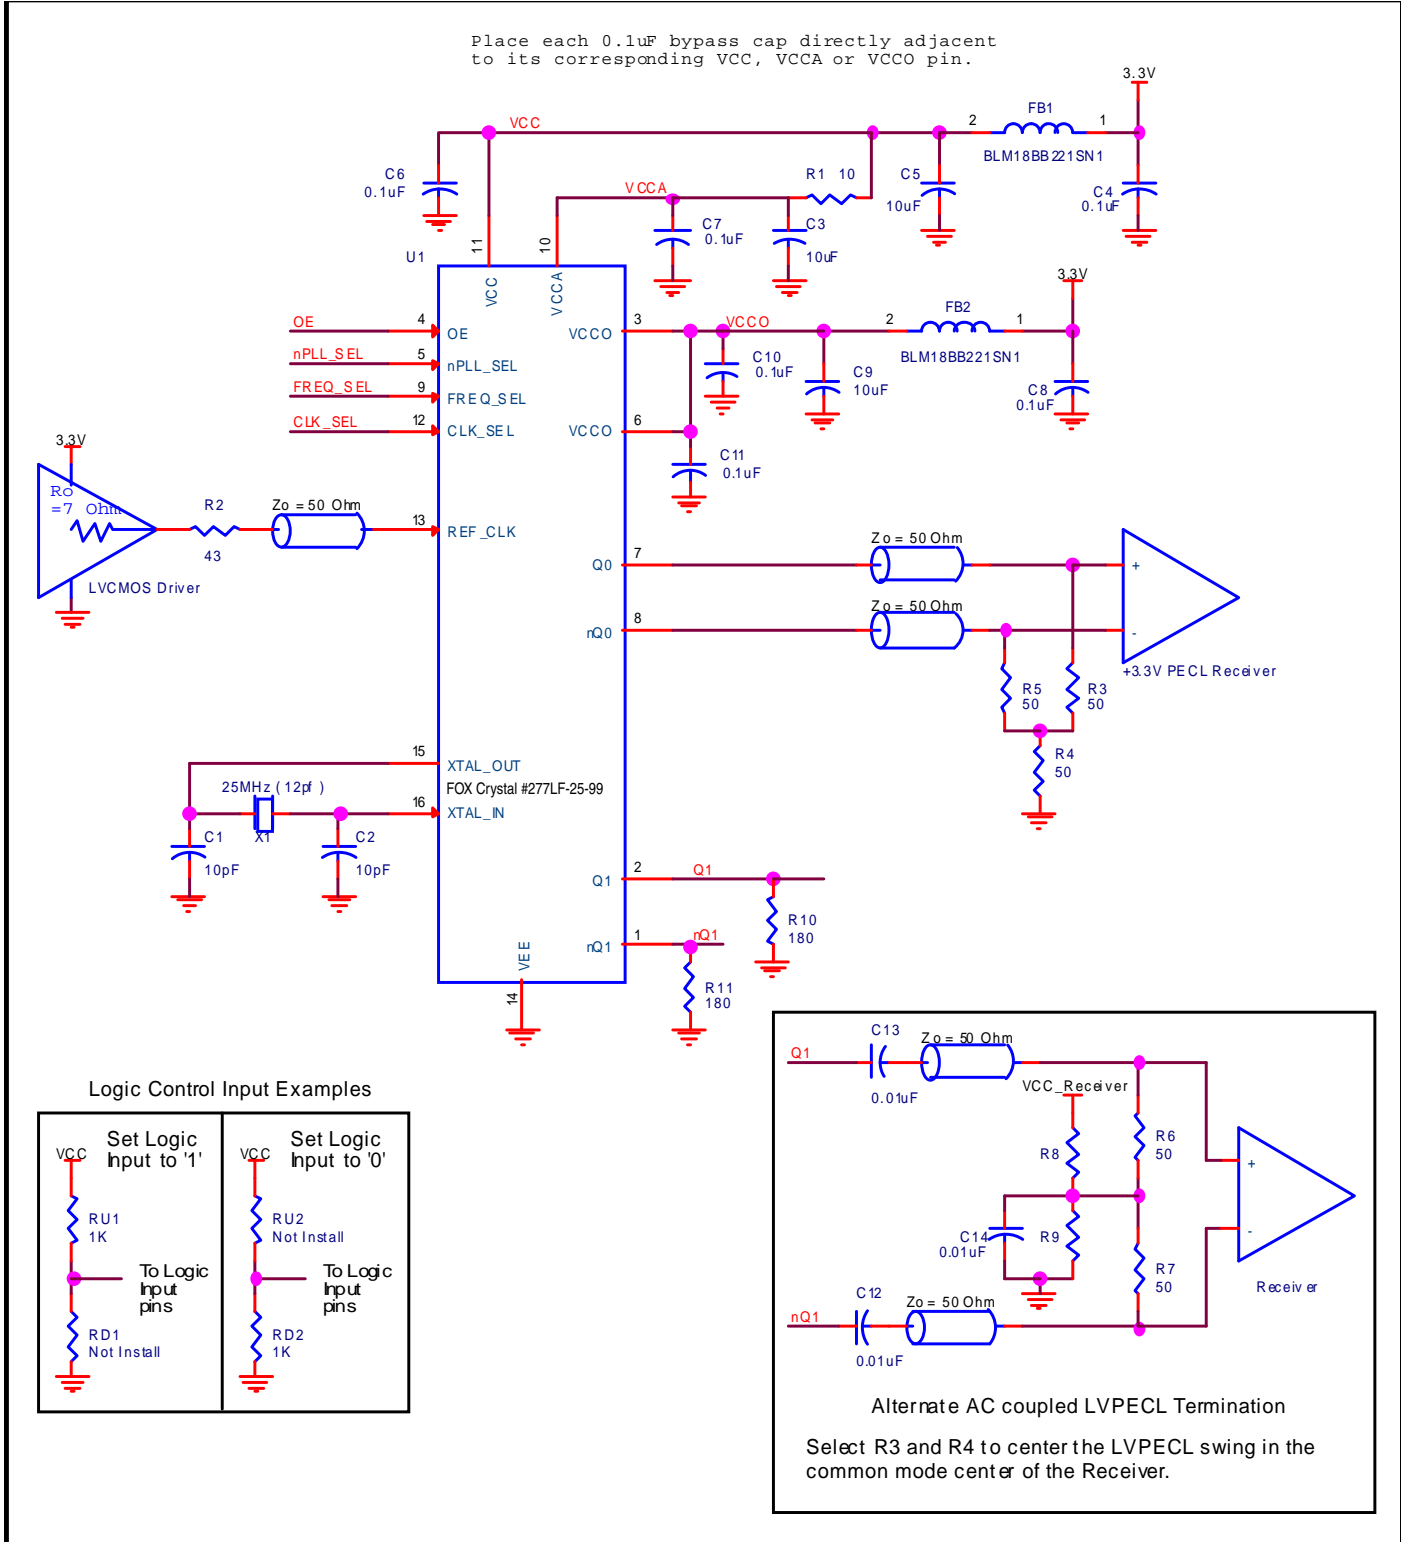 Place each 0.1uF bypass cap directly adjacent
to its corresponding VCC, VCCA or VCCO pin.
3.3V
FB1
2
1
BLM18BB221SN1
VCC
C6
0.1uF
R1 10
C5
10uF
C4
0.1uF
VCCA
C7
0.1uF
C3
10uF
U1
11
10
VCC
VCCA
3.3V
OE
4
OE
nPLL_SEL
5
nPLL_SEL
FREQ_SEL
9
FREQ_SEL
CLK_SEL
12
CLK_SEL
VCCO
3
VCCO
2
FB2
1
BLM18BB221SN1
C10
0.1uF
C9
10uF
C8
0.1uF
VCCO
6
C11
0.1uF
3.3V
Ro
=7 Ohm
R2
43
Zo = 50 Ohm
13
REF_CLK
LVCMOS Driver
Q0
7
Zo = 50 Ohm
nQ0
8
Zo = 50 Ohm
+
-
+3.3V PECL Receiver
R5
50
R3
50
R4
50
15
XTAL_OUT
25MHz (12pf)
FOX Crystal #277LF-25-99
16
XTAL_IN
X1
C1
10pF
C2
10pF
Q1
2
Q1
R10
180
nQ1
1
nQ1
R11
180
VEE
14
Logic Control Input Examples
Set Logic
Input to '1'
VCC
RU1
1K
To Logic
Input
pins
RD1
Not Install
Set Logic
Input to '0'
VCC
RU2
Not Install
To Logic
Input
pins
RD2
1K
Q1
C13
0.01uF
Zo = 50 Ohm
VCC_Receiver
R8
R6
50
C14
0.01uF
R9
R7
50
+
-
Receiver
nQ1
C12
0.01uF
Zo = 50 Ohm
Alternate AC coupled LVPECL Termination
Select R3 and R4 to center the LVPECL swing in the
common mode center of the Receiver.